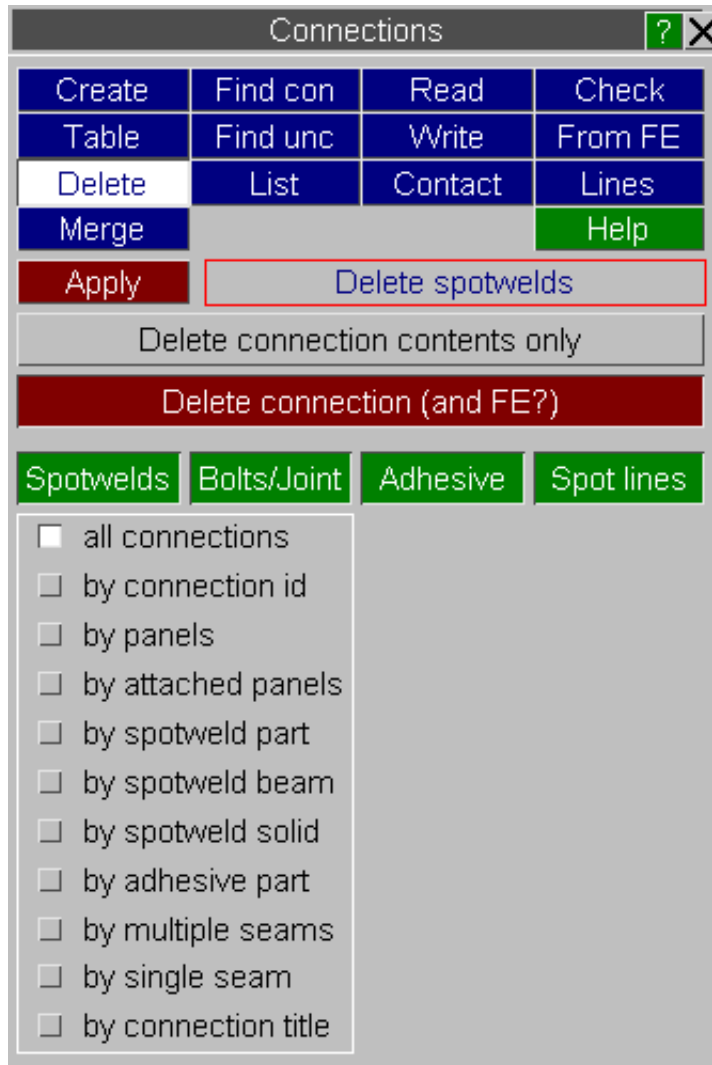 Connections ? X
Create Find con Read Check
Table Find unc Write From FE
Delete List Contact Lines
Merge Help
Apply Delete spotwelds
Delete connection contents only
Delete connection (and FE?)
Spotwelds Bolts/Joint Adhesive Spot lines
all connections
by connection id
by panels
by attached panels
by spotweld part
by spotweld beam
by spotweld solid
by adhesive part
by multiple seams
by single seam
by connection title